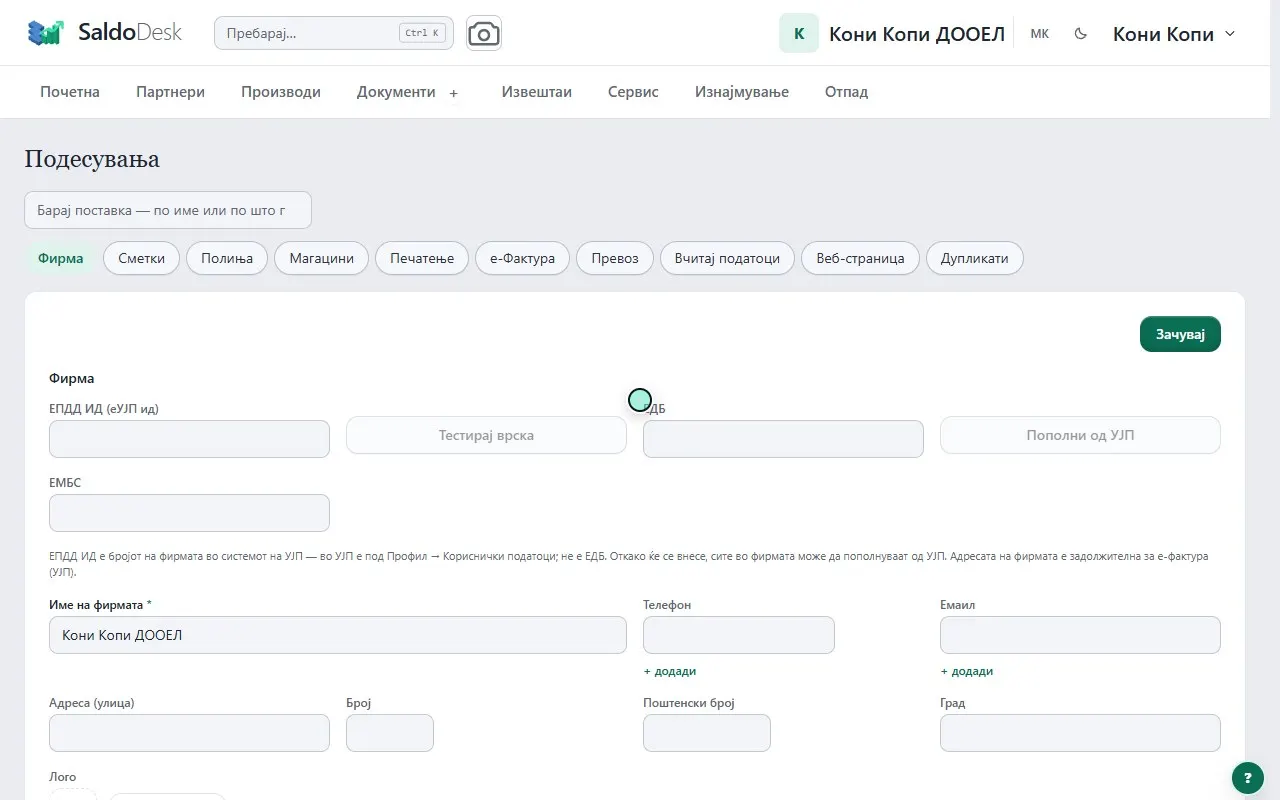 SaldoDesk
Пребарај...
Ctrl K
К
Кони Копи ДООЕЛ
МК
Кони Копи
Почетна
Партнери
Производи
Документи +
Извештаи
Сервис
Изнајмување
Отпад
Подесувања
Барај поставка — по име или по што г
Фирма
Сметки
Полиња
Магацини
Печатење
е-Фактура
Превоз
Вчитај податоци
Веб-страница
Дупликати
Зачувај
Фирма
ЕПДД ИД (еУЈП ид)
Тестирај врска
ЕДБ
Пополни од УЈП
ЕМБС
ЕПДД ИД е бројот на фирмата во системот на УЈП — во УЈП е под Профил → Кориснички податоци; не е ЕДБ. Откако ќе се внесе, сите во фирмата може да пополнуваат од УЈП. Адресата на фирмата е задолжителна за е-фактура
(УЈП).
Име на фирмата *
Телефон
Емаил
Кони Копи ДООЕЛ
+ додади
+ додади
Адреса (улица)
Број
Поштенски број
Град
Лого
?